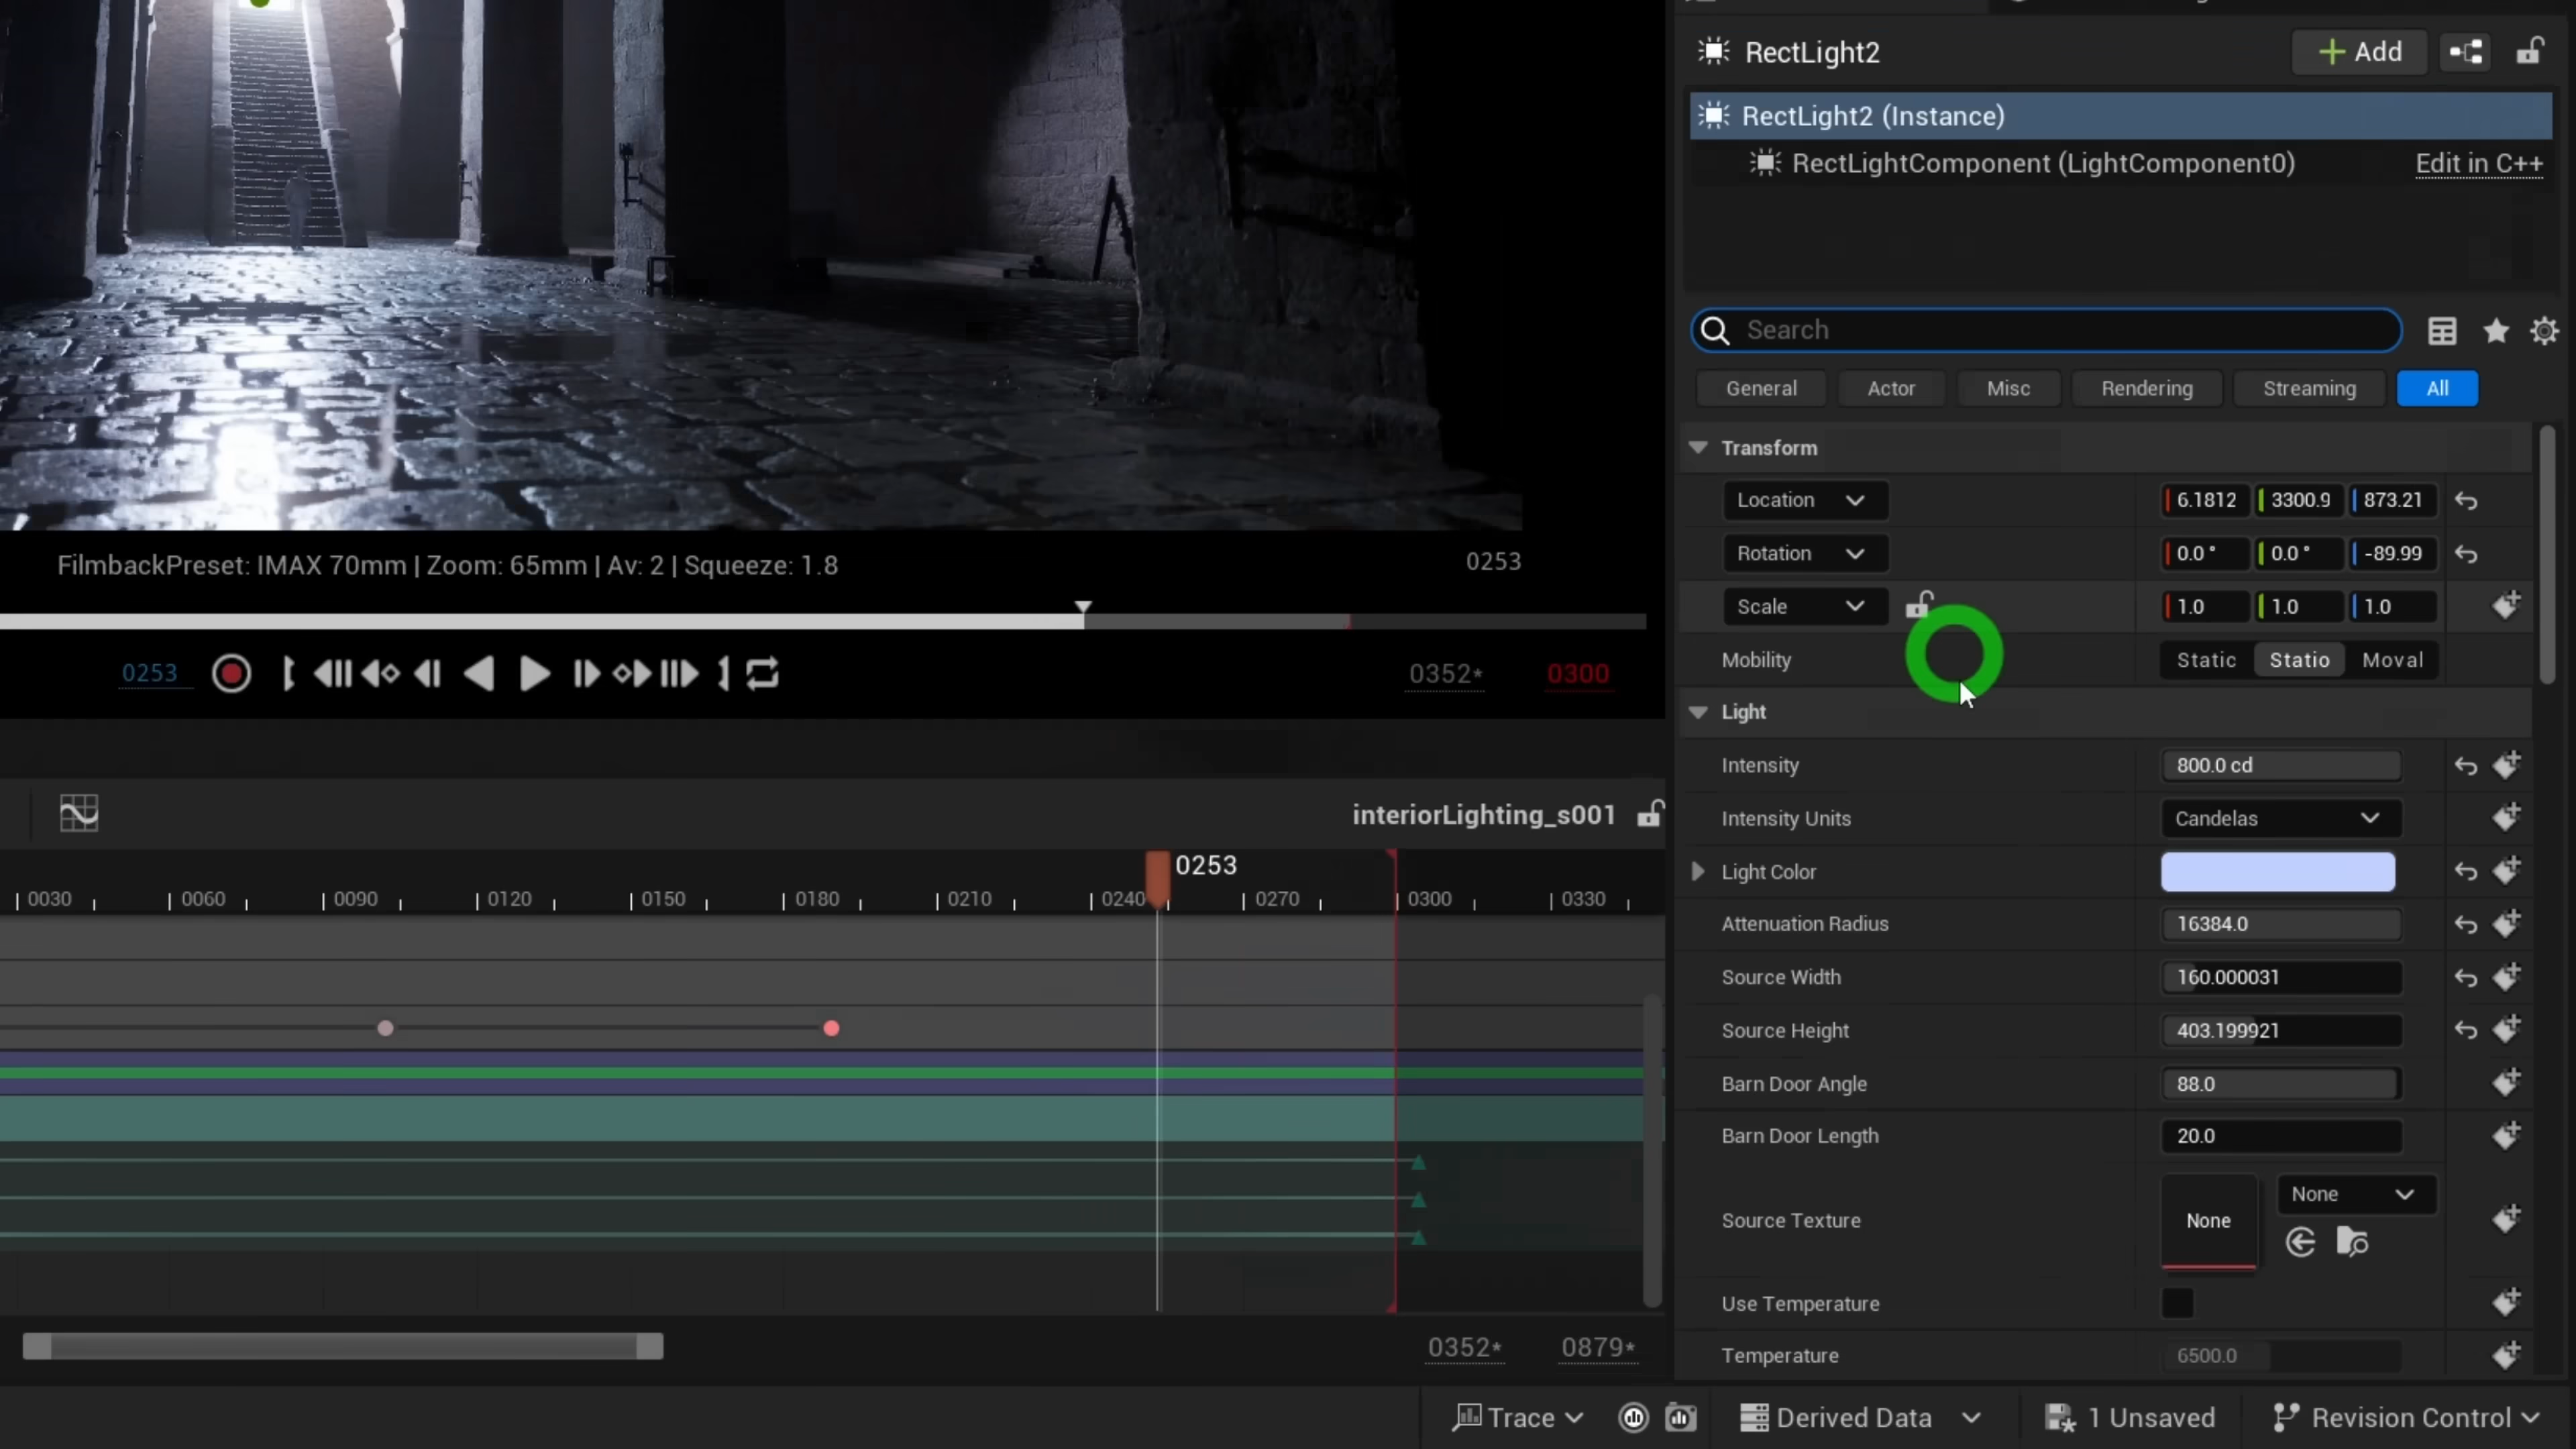 RectLight2
Add
RectLight2 (Instance)
RectLightComponent (LightComponent0)
Edit in C++
Search
General
Actor
Misc
Rendering
Streaming
All
Transform
Location
6.1812
3300.9
873.21
Rotation
0.0 °
0.0 °
-89.99
Scale
1.0
1.0
1.0
Mobility
Static
Statio
Moval
Light
Intensity
800.0 cd
Intensity Units
Candelas
Light Color
Attenuation Radius
16384.0
Source Width
160.000031
Source Height
403.199921
Barn Door Angle
88.0
Barn Door Length
20.0
Source Texture
None
None
Use Temperature
Temperature
6500.0
FilmbackPreset: IMAX 70mm | Zoom: 65mm | Av: 2 | Squeeze: 1.8
0253
0253
0352*
0300
interiorLighting_s001
0253
0030
0060
0090
0120
0150
0180
0210
0240
0270
0300
0330
0352*
0879*
Trace
Derived Data
1 Unsaved
Revision Control